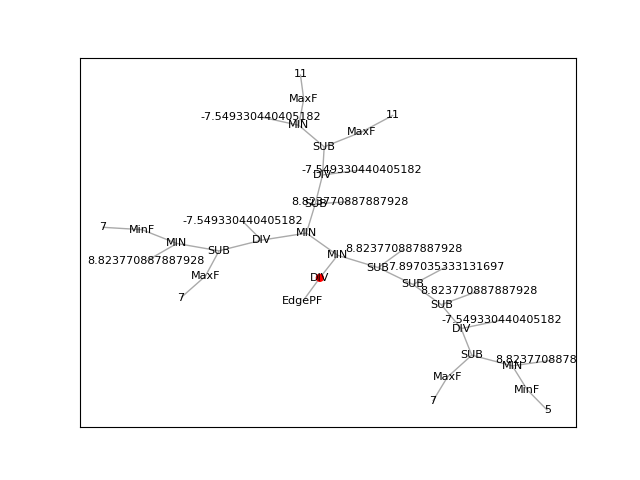 11
MaxF
-7.549330440405182
11
MIN
MaxF
SUB
-7.549330440405182
DIV
8.823770887887928
SUB
-7.549330440405182
7
MinF
MIN
DIV
MIN
SUB
8.823770887887928
MIN
8.823770887887928
7.897035333131697
SUB
MaxF
DIV
SUB
8.823770887887928
7
EdgePF
SUB
-7.549330440405182
DIV
SUB
8.8237708878
MIN
MaxF
MinF
7
5